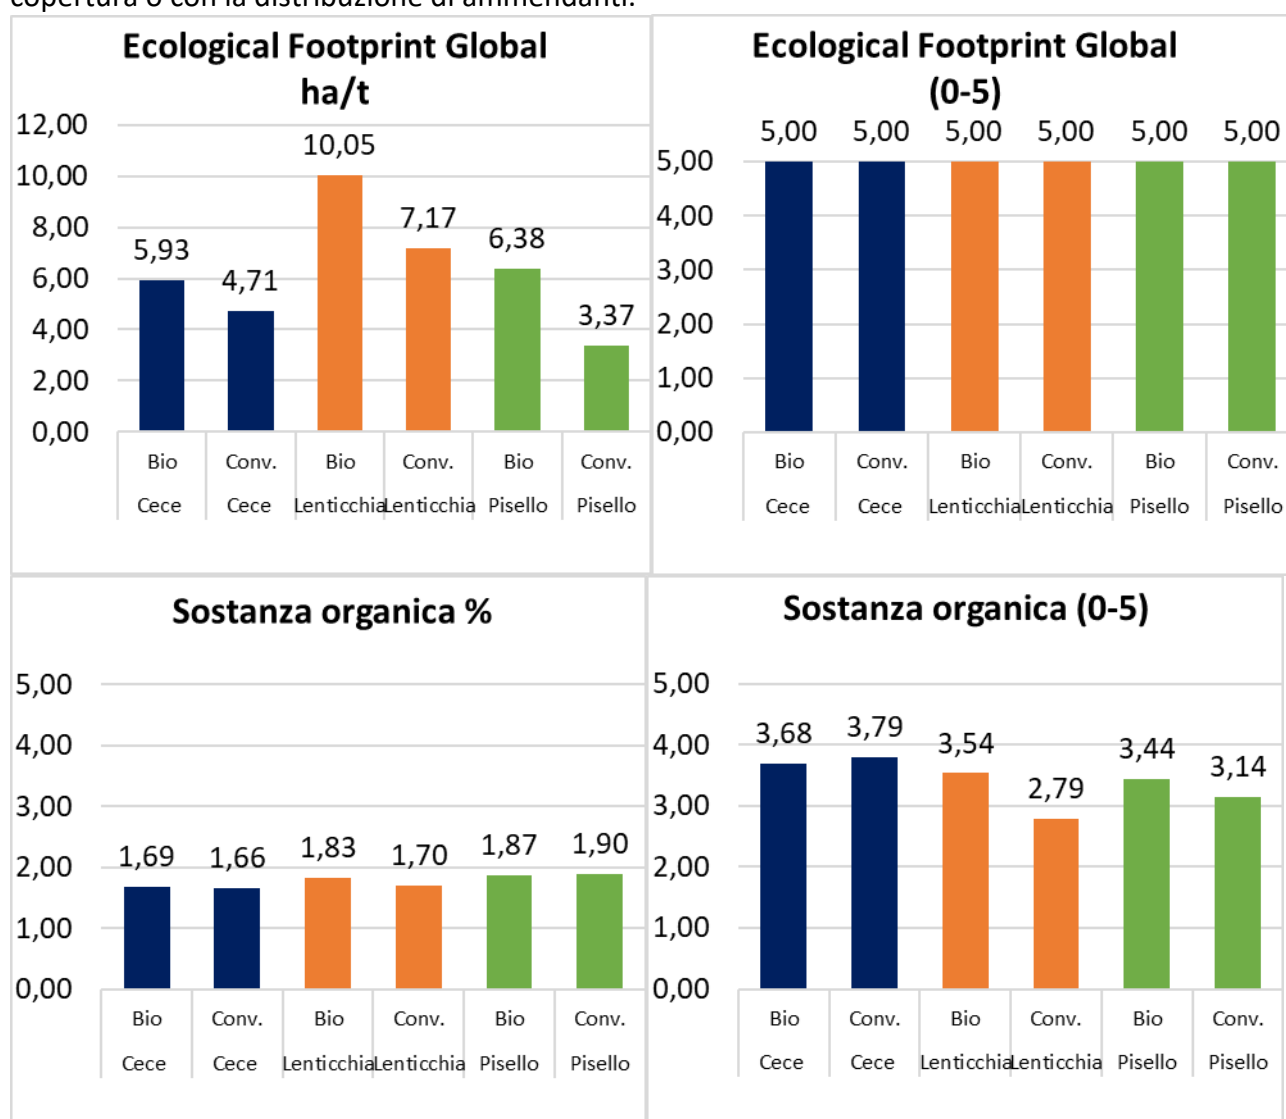 copertura o con la distribuzione di ammendanti.
Ecological Footprint Global
ha/t
12,00
10,00
8,00
6,00
4,00
2,00
0,00
5,93
4,71
10,05
7,17
6,38
3,37
Bio Conv. Bio Conv. Bio Conv.
Cece Cece Lenticchia Lenticchia Pisello Pisello
Ecological Footprint Global
(0-5)
5,00 5,00 5,00 5,00 5,00 5,00
5,00
4,00
3,00
2,00
1,00
0,00
Bio Conv. Bio Conv. Bio Conv.
Cece Cece Lenticchia Lenticchia Pisello Pisello
Sostanza organica %
5,00
4,00
3,00
2,00
1,00
0,00
1,69 1,66 1,83 1,70 1,87 1,90
Bio Conv. Bio Conv. Bio Conv.
Cece Cece Lenticchia Lenticchia Pisello Pisello
Sostanza organica (0-5)
5,00
4,00
3,00
2,00
1,00
0,00
3,68 3,79 3,54 2,79 3,44 3,14
Bio Conv. Bio Conv. Bio Conv.
Cece Cece Lenticchia Lenticchia Pisello Pisello